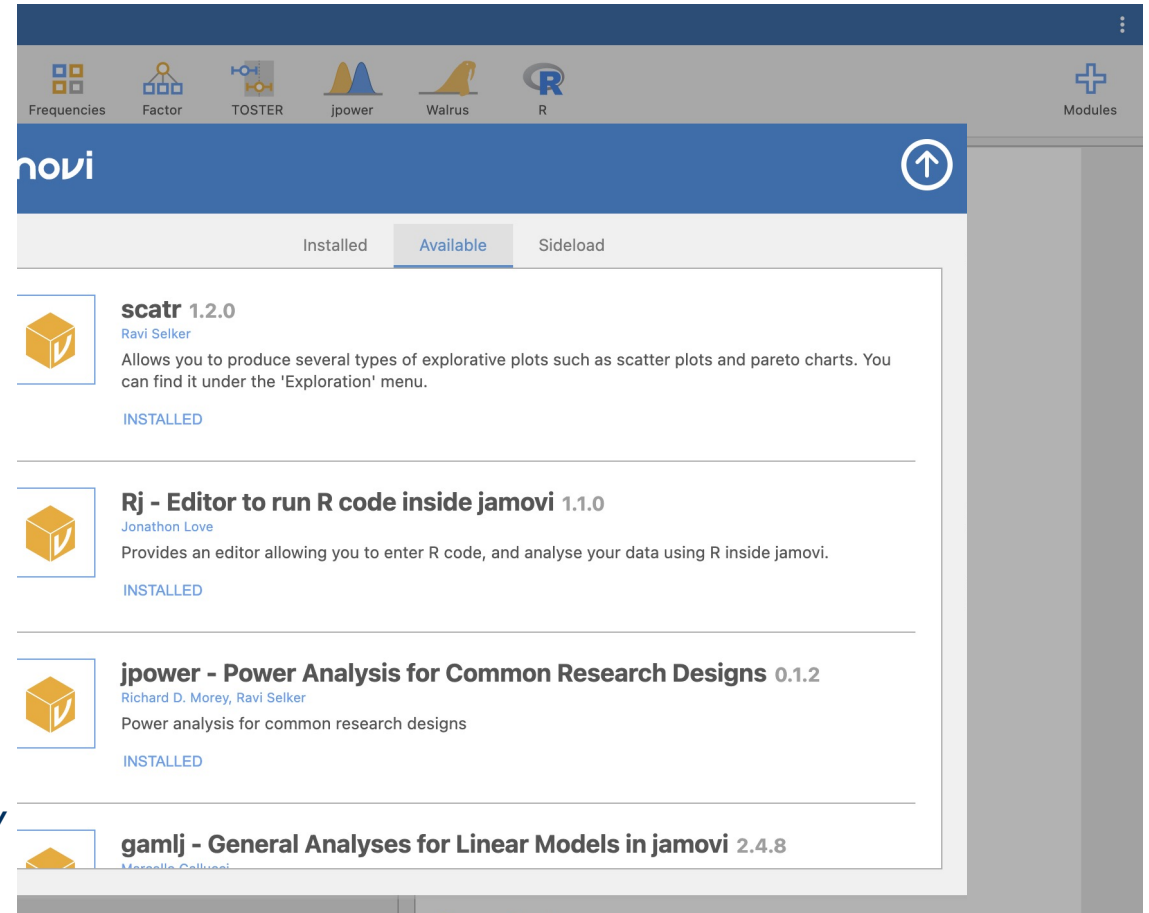 Frequencies Factor TOSTER jpower Walrus R Modules
novi
Installed Available Sideload
scatr 1.2.0
Ravi Selker
Allows you to produce several types of explorative plots such as scatter plots and pareto charts. You
can find it under the 'Exploration' menu.
INSTALLED
Rj - Editor to run R code inside jamovi 1.1.0
Jonathon Love
Provides an editor allowing you to enter R code, and analyse your data using R inside jamovi.
INSTALLED
jpower - Power Analysis for Common Research Designs 0.1.2
Richard D. Morey, Ravi Selker
Power analysis for common research designs
INSTALLED
gamlj - General Analyses for Linear Models in jamovi 2.4.8